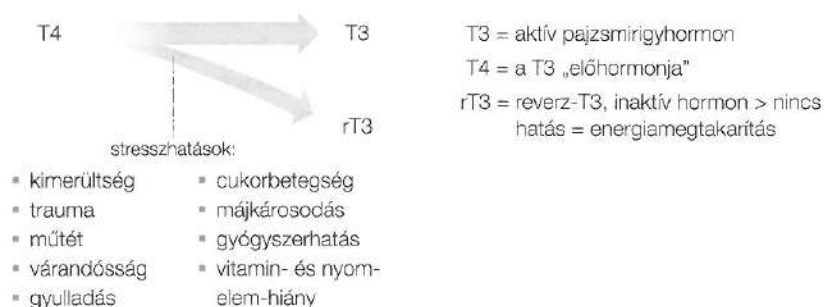 T4
T3
rT3
stresszhatások:
▪ kimerültség
▪ trauma
▪ műtét
▪ várandósság
▪ gyulladás
▪ cukorbetegség
▪ májkárosodás
▪ gyógyszerhatás
▪ vitamin- és nyom-
elem-hiány
T3 = aktív pajzsmirigyhormon
T4 = a T3 „előhormonja”
rT3 = reverz-T3, inaktív hormon > nincs
hatás = energiamegtakarítás